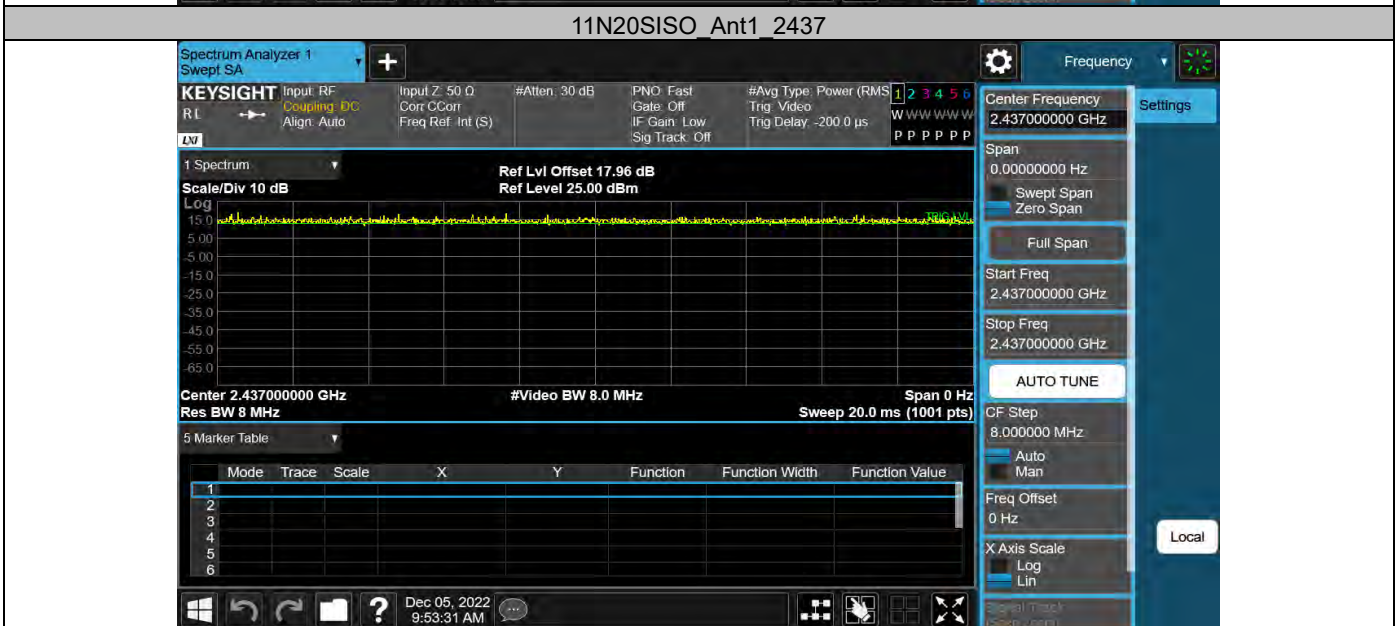 11N20SISO_Ant1_2437
Spectrum Analyzer 1
Swept SA
Frequency
KEYSIGHT
Input: RF
Coupling: DC
Align: Auto
Input Z: 50 Ω
Corr CCorr
Freq Ref: Int (S)
#Atten: 30 dB
PNO: Fast
Gate: Off
IF Gain: Low
Sig Track: Off
#Avg Type: Power (RMS
Trig: Video
Trig Delay: -200.0 µs
1 2 3 4 5 6
W W W W W W
P P P P P P
LXI
1 Spectrum
Scale/Div 10 dB
Ref Lvl Offset 17.96 dB
Ref Level 25.00 dBm
Log
15.0
5.00
-5.00
-15.0
-25.0
-35.0
-45.0
-55.0
-65.0
TRIG LVL
Center 2.437000000 GHz
Res BW 8 MHz
#Video BW 8.0 MHz
Span 0 Hz
Sweep 20.0 ms (1001 pts)
5 Marker Table
Mode Trace Scale X Y Function Function Width Function Value
1
2
3
4
5
6
Dec 05, 2022
9:53:31 AM
Center Frequency
2.437000000 GHz
Settings
Span
0.00000000 Hz
Swept Span
Zero Span
Full Span
Start Freq
2.437000000 GHz
Stop Freq
2.437000000 GHz
AUTO TUNE
CF Step
8.000000 MHz
Auto
Man
Freq Offset
0 Hz
Local
X Axis Scale
Log
Lin
Signal Track